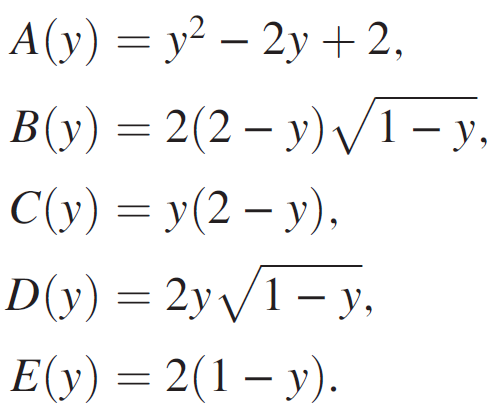 A(y) = y² − 2y + 2,
B(y) = 2(2 − y)√(1 − y),
C(y) = y(2 − y),
D(y) = 2y√(1 − y),
E(y) = 2(1 − y).